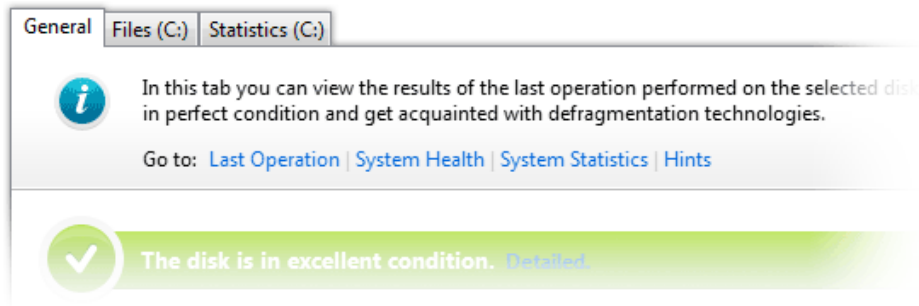 General Files (C:) Statistics (C:)
In this tab you can view the results of the last operation performed on the selected disk
in perfect condition and get acquainted with defragmentation technologies.
Go to: Last Operation | System Health | System Statistics | Hints
The disk is in excellent condition. Detailed.